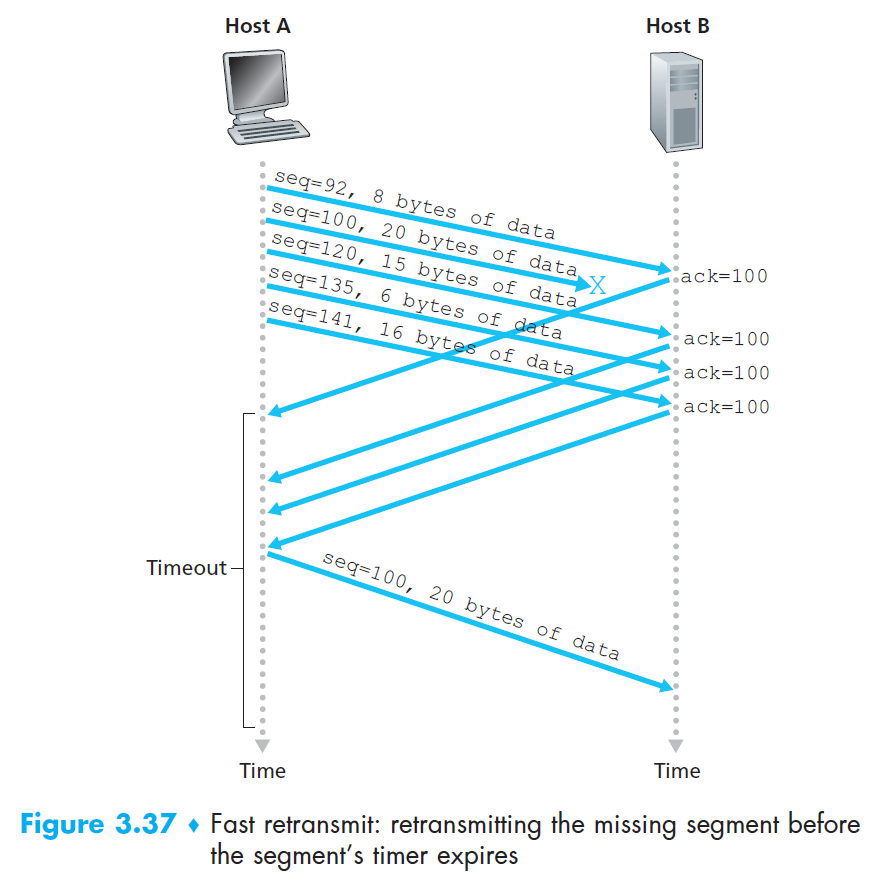 Host A
Host B
seq=92, 8 bytes of data
seq=100, 20 bytes of data
X
seq=120, 15 bytes of data
seq=135, 6 bytes of data
seq=141, 16 bytes of data
ack=100
ack=100
ack=100
ack=100
Timeout
seq=100, 20 bytes of data
Time
Time
Figure 3.37 ♦ Fast retransmit: retransmitting the missing segment before
the segment's timer expires